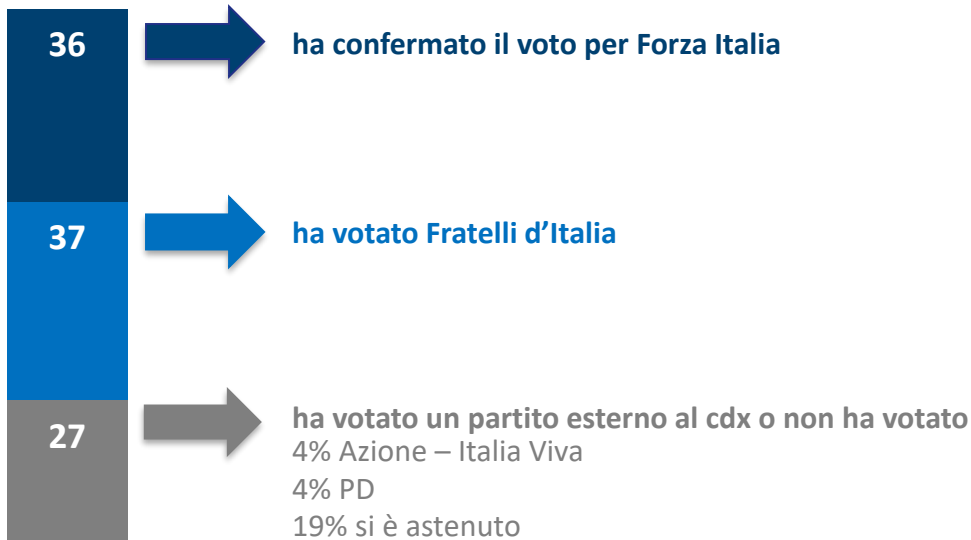 36
ha confermato il voto per Forza Italia
37
ha votato Fratelli d’Italia
27
ha votato un partito esterno al cdx o non ha votato
4% Azione – Italia Viva
4% PD
19% si è astenuto